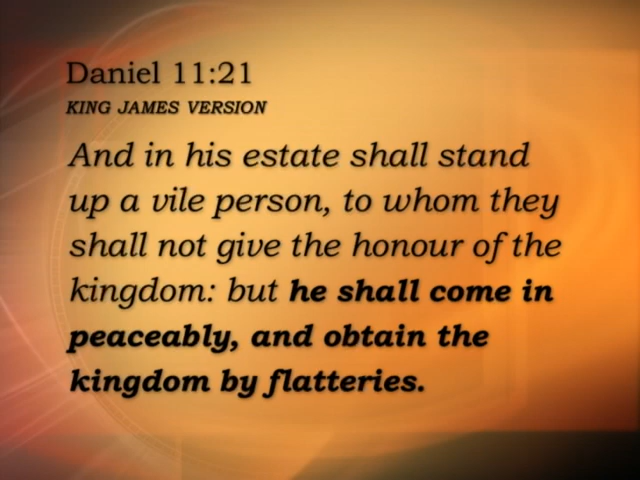 Daniel 11:21
KING JAMES VERSION
And in his estate shall stand
up a vile person, to whom they
shall not give the honour of the
kingdom: but he shall come in
peaceably, and obtain the
kingdom by flatteries.